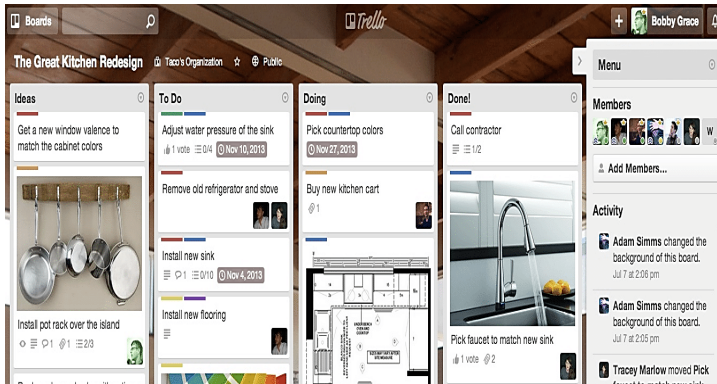 Boards
Trello
Bobby Grace
The Great Kitchen Redesign
Taco's Organization
Public
Ideas
Get a new window valence to
match the cabinet colors
Install pot rack over the island
1
1
2/3
To Do
Adjust water pressure of the sink
1 vote
0/4
Nov 10, 2013
Remove old refrigerator and stove
Install new sink
1
0/10
Nov 4, 2013
Install new flooring
Doing
Pick countertop colors
Nov 27, 2013
Buy new kitchen cart
1
Done!
Call contractor
1/2
Pick faucet to match new sink
1 vote
2
Menu
Members
W
Add Members...
Activity
Adam Simms changed the
background of this board.
Jul 7 at 2:06 pm
Adam Simms changed the
background of this board.
Jul 7 at 2:05 pm
Tracey Marlow moved Pick